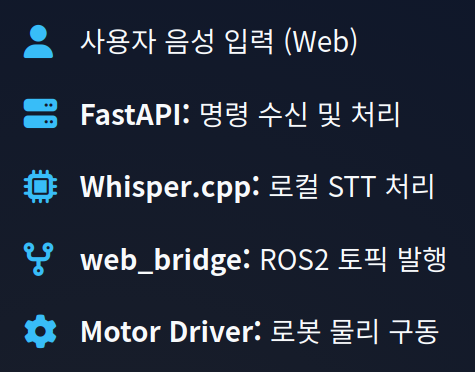 사용자 음성 입력 (Web)
FastAPI: 명령 수신 및 처리
Whisper.cpp: 로컬 STT 처리
web_bridge: ROS2 토픽 발행
Motor Driver: 로봇 물리 구동